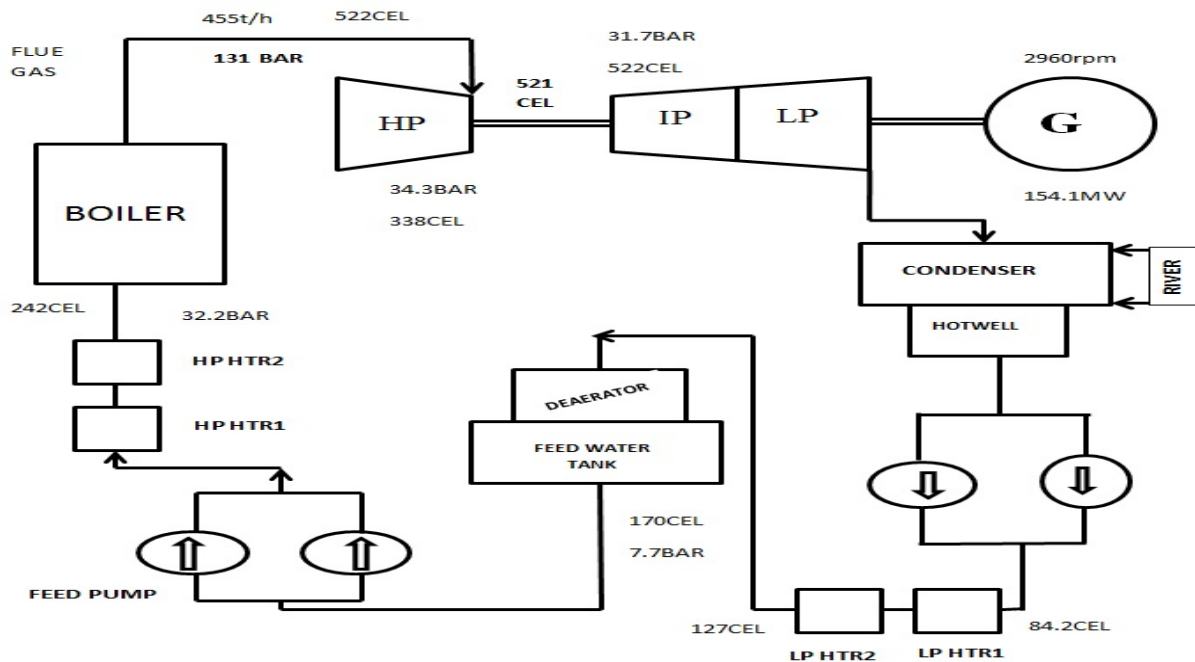 455t/h
522CEL
FLUE
GAS
131 BAR
31.7BAR
522CEL
521
CEL
2960rpm
HP
IP
LP
G
34.3BAR
338CEL
154.1MW
BOILER
CONDENSER
RIVER
HOTWELL
242CEL
32.2BAR
HP HTR2
HP HTR1
DEAERATOR
FEED WATER
TANK
170CEL
7.7BAR
FEED PUMP
127CEL
84.2CEL
LP HTR2
LP HTR1